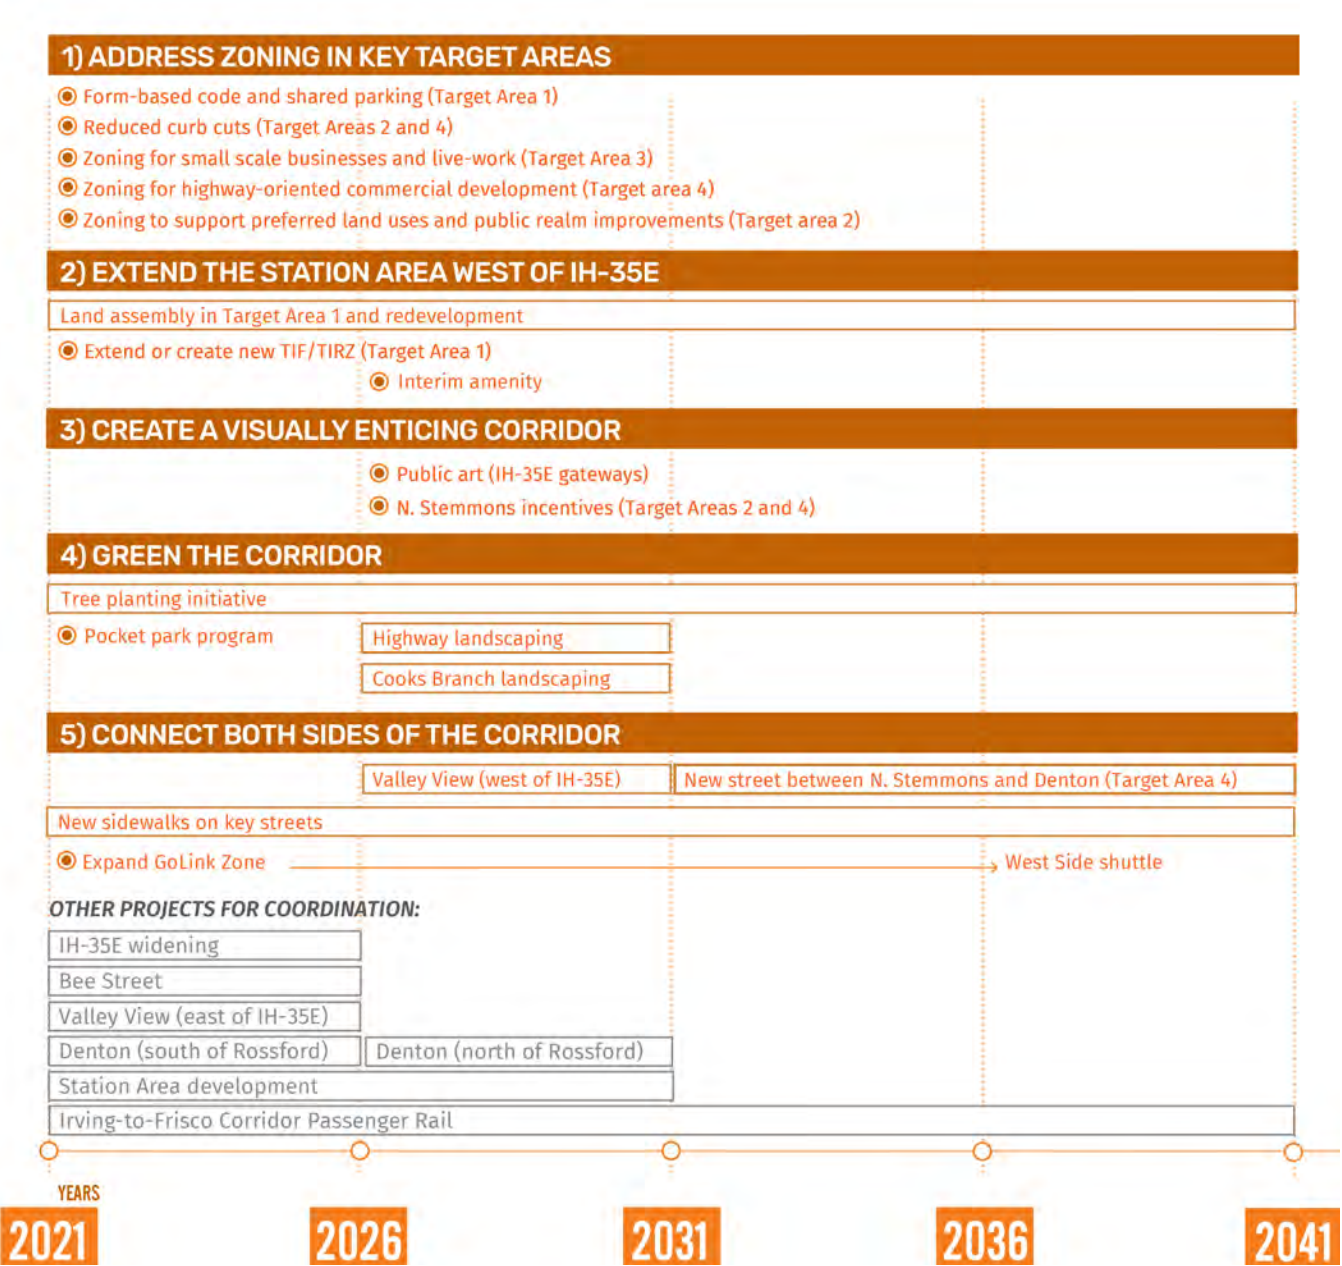 1) ADDRESS ZONING IN KEY TARGET AREAS
Form-based code and shared parking (Target Area 1)
Reduced curb cuts (Target Areas 2 and 4)
Zoning for small scale businesses and live-work (Target Area 3)
Zoning for highway-oriented commercial development (Target area 4)
Zoning to support preferred land uses and public realm improvements (Target area 2)
2) EXTEND THE STATION AREA WEST OF IH-35E
Land assembly in Target Area 1 and redevelopment
Extend or create new TIF/TIRZ (Target Area 1)
Interim amenity
3) CREATE A VISUALLY ENTICING CORRIDOR
Public art (IH-35E gateways)
N. Stemmons incentives (Target Areas 2 and 4)
4) GREEN THE CORRIDOR
Tree planting initiative
Pocket park program
Highway landscaping
Cooks Branch landscaping
5) CONNECT BOTH SIDES OF THE CORRIDOR
Valley View (west of IH-35E)
New street between N. Stemmons and Denton (Target Area 4)
New sidewalks on key streets
Expand GoLink Zone
West Side shuttle
OTHER PROJECTS FOR COORDINATION:
IH-35E widening
Bee Street
Valley View (east of IH-35E)
Denton (south of Rossford)
Denton (north of Rossford)
Station Area development
Irving-to-Frisco Corridor Passenger Rail
YEARS
2021
2026
2031
2036
2041